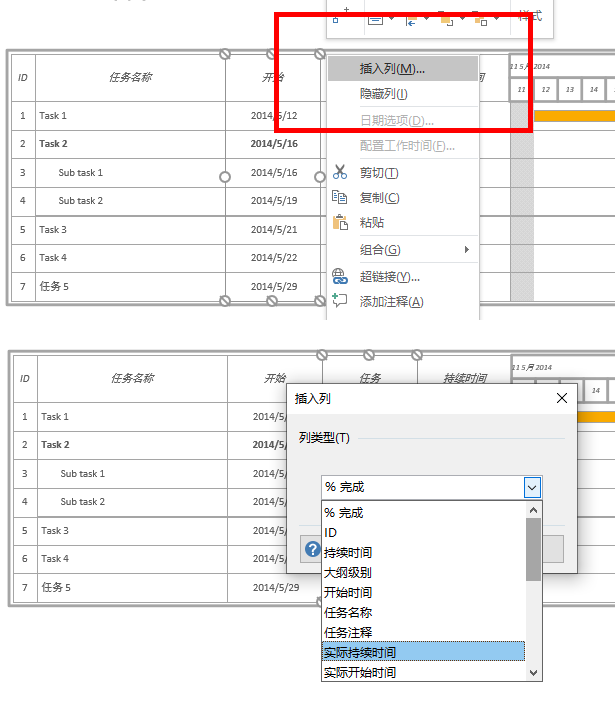 样式
ID 任务名称 开始 间 11 5月 2014
11 12 13 14
插入列(M)...
隐藏列(I)
日期选项(D)...
配置工作时间(F)...
剪切(T)
复制(C)
粘贴
组合(G)
超链接(Y)...
添加注释(A)
1 Task 1 2014/5/12
2 Task 2 2014/5/16
3 Sub task 1 2014/5/16
4 Sub task 2 2014/5/19
5 Task 3 2014/5/21
6 Task 4 2014/5/22
7 任务 5 2014/5/29
ID 任务名称 开始 任务 持续时间 11 5月 2014
14
1 Task 1 2014/5/
2 Task 2 2014/5/
3 Sub task 1 2014/5/
4 Sub task 2 2014/5/
5 Task 3 2014/5/
6 Task 4 2014/5/
7 任务 5 2014/5/29
插入列
列类型(T)
% 完成
% 完成
ID
持续时间
大纲级别
开始时间
任务名称
任务注释
实际持续时间
实际开始时间